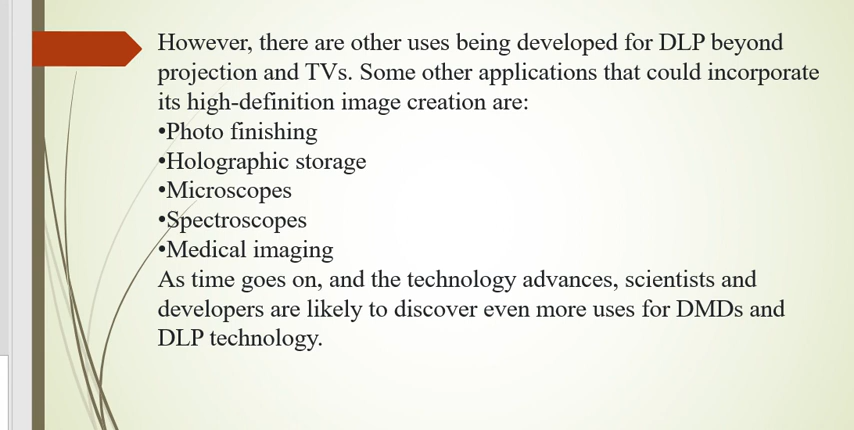 However, there are other uses being developed for DLP beyond
projection and TVs. Some other applications that could incorporate
its high-definition image creation are:
•Photo finishing
•Holographic storage
•Microscopes
•Spectroscopes
•Medical imaging
As time goes on, and the technology advances, scientists and
developers are likely to discover even more uses for DMDs and
DLP technology.